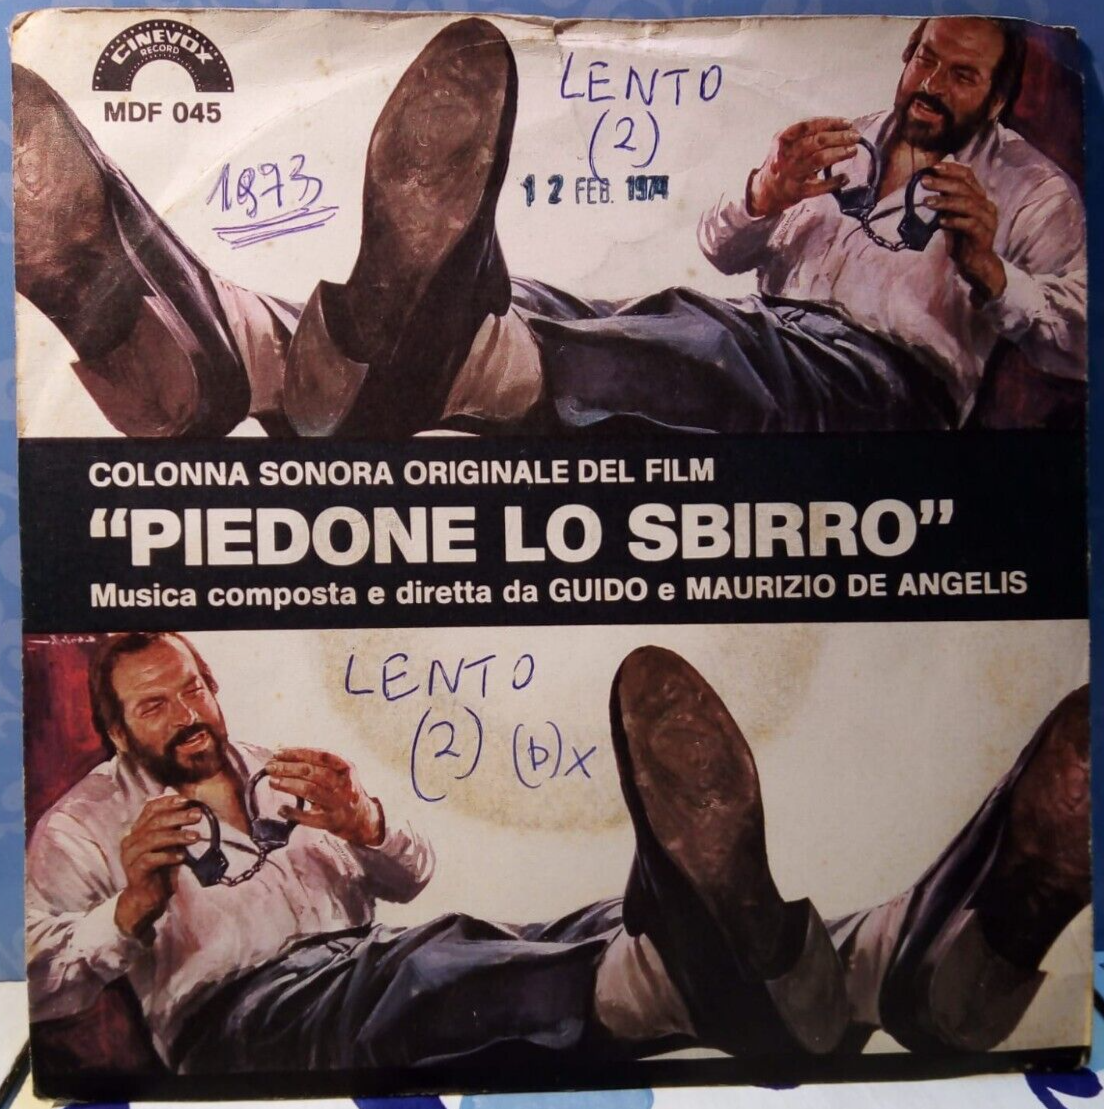 CINEVOX
RECORD
MDF 045
LENTO
(2)
1973
12 FEB. 1974
COLONNA SONORA ORIGINALE DEL FILM
“PIEDONE LO SBIRRO”
Musica composta e diretta da GUIDO e MAURIZIO DE ANGELIS
LENTO
(2) (b)x